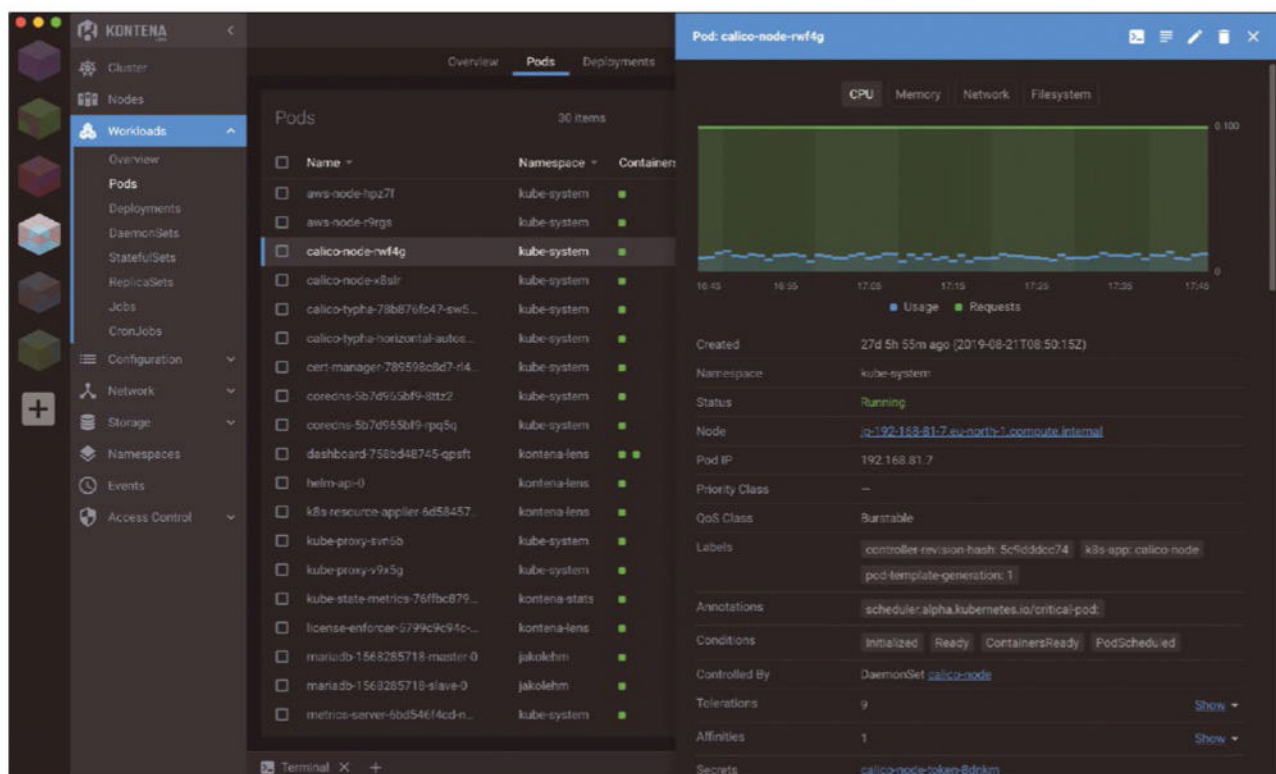 KONTENA
Cluster
Nodes
Workloads
Overview
Pods
Deployments
DaemonSets
StatefulSets
ReplicaSets
Jobs
CronJobs
Configuration
Network
Storage
Namespaces
Events
Access Control
Overview Pods Deployments
Pods 30 items
Name Namespace Containers
aws-node-hpz7f kube-system
aws-node-r9rgs kube-system
calico-node-rwf4g kube-system
calico-node-x8slr kube-system
calico-typha-78b876fc47-sw5... kube-system
calico-typha-horizontal-autos... kube-system
cert-manager-789598c8d7-rl4... kube-system
coredns-5b7d965bf9-8ttz2 kube-system
coredns-5b7d965bf9-rpq5q kube-system
dashboard-758bd48745-qpsft kontena-lens
helm-api-0 kontena-lens
k8s-resource-applier-6d58457... kontena-lens
kube-proxy-svn6b kube-system
kube-proxy-v9x5g kube-system
kube-state-metrics-76ffbc879... kontena-stats
license-enforcer-5799c9c94c-... kontena-lens
mariadb-1568285718-master-0 jakolehm
mariadb-1568285718-slave-0 jakolehm
metrics-server-6bd546f4cd-n... kube-system
Terminal
Pod: calico-node-rwf4g
CPU Memory Network Filesystem
0.100
0
16:45 16:55 17:05 17:15 17:25 17:35 17:45
Usage Requests
Created 27d 5h 55m ago (2019-08-21T08:50:15Z)
Namespace kube-system
Status Running
Node ip-192-168-81-7.eu-north-1.compute.internal
Pod IP 192.168.81.7
Priority Class —
QoS Class Burstable
Labels controller-revision-hash: 5c9dddcc74 k8s-app: calico-node
pod-template-generation: 1
Annotations scheduler.alpha.kubernetes.io/critical-pod:
Conditions Initialized Ready ContainersReady PodScheduled
Controlled By DaemonSet calico-node
Tolerations 9 Show
Affinities 1 Show
Secrets calico-node-token-8dnkm